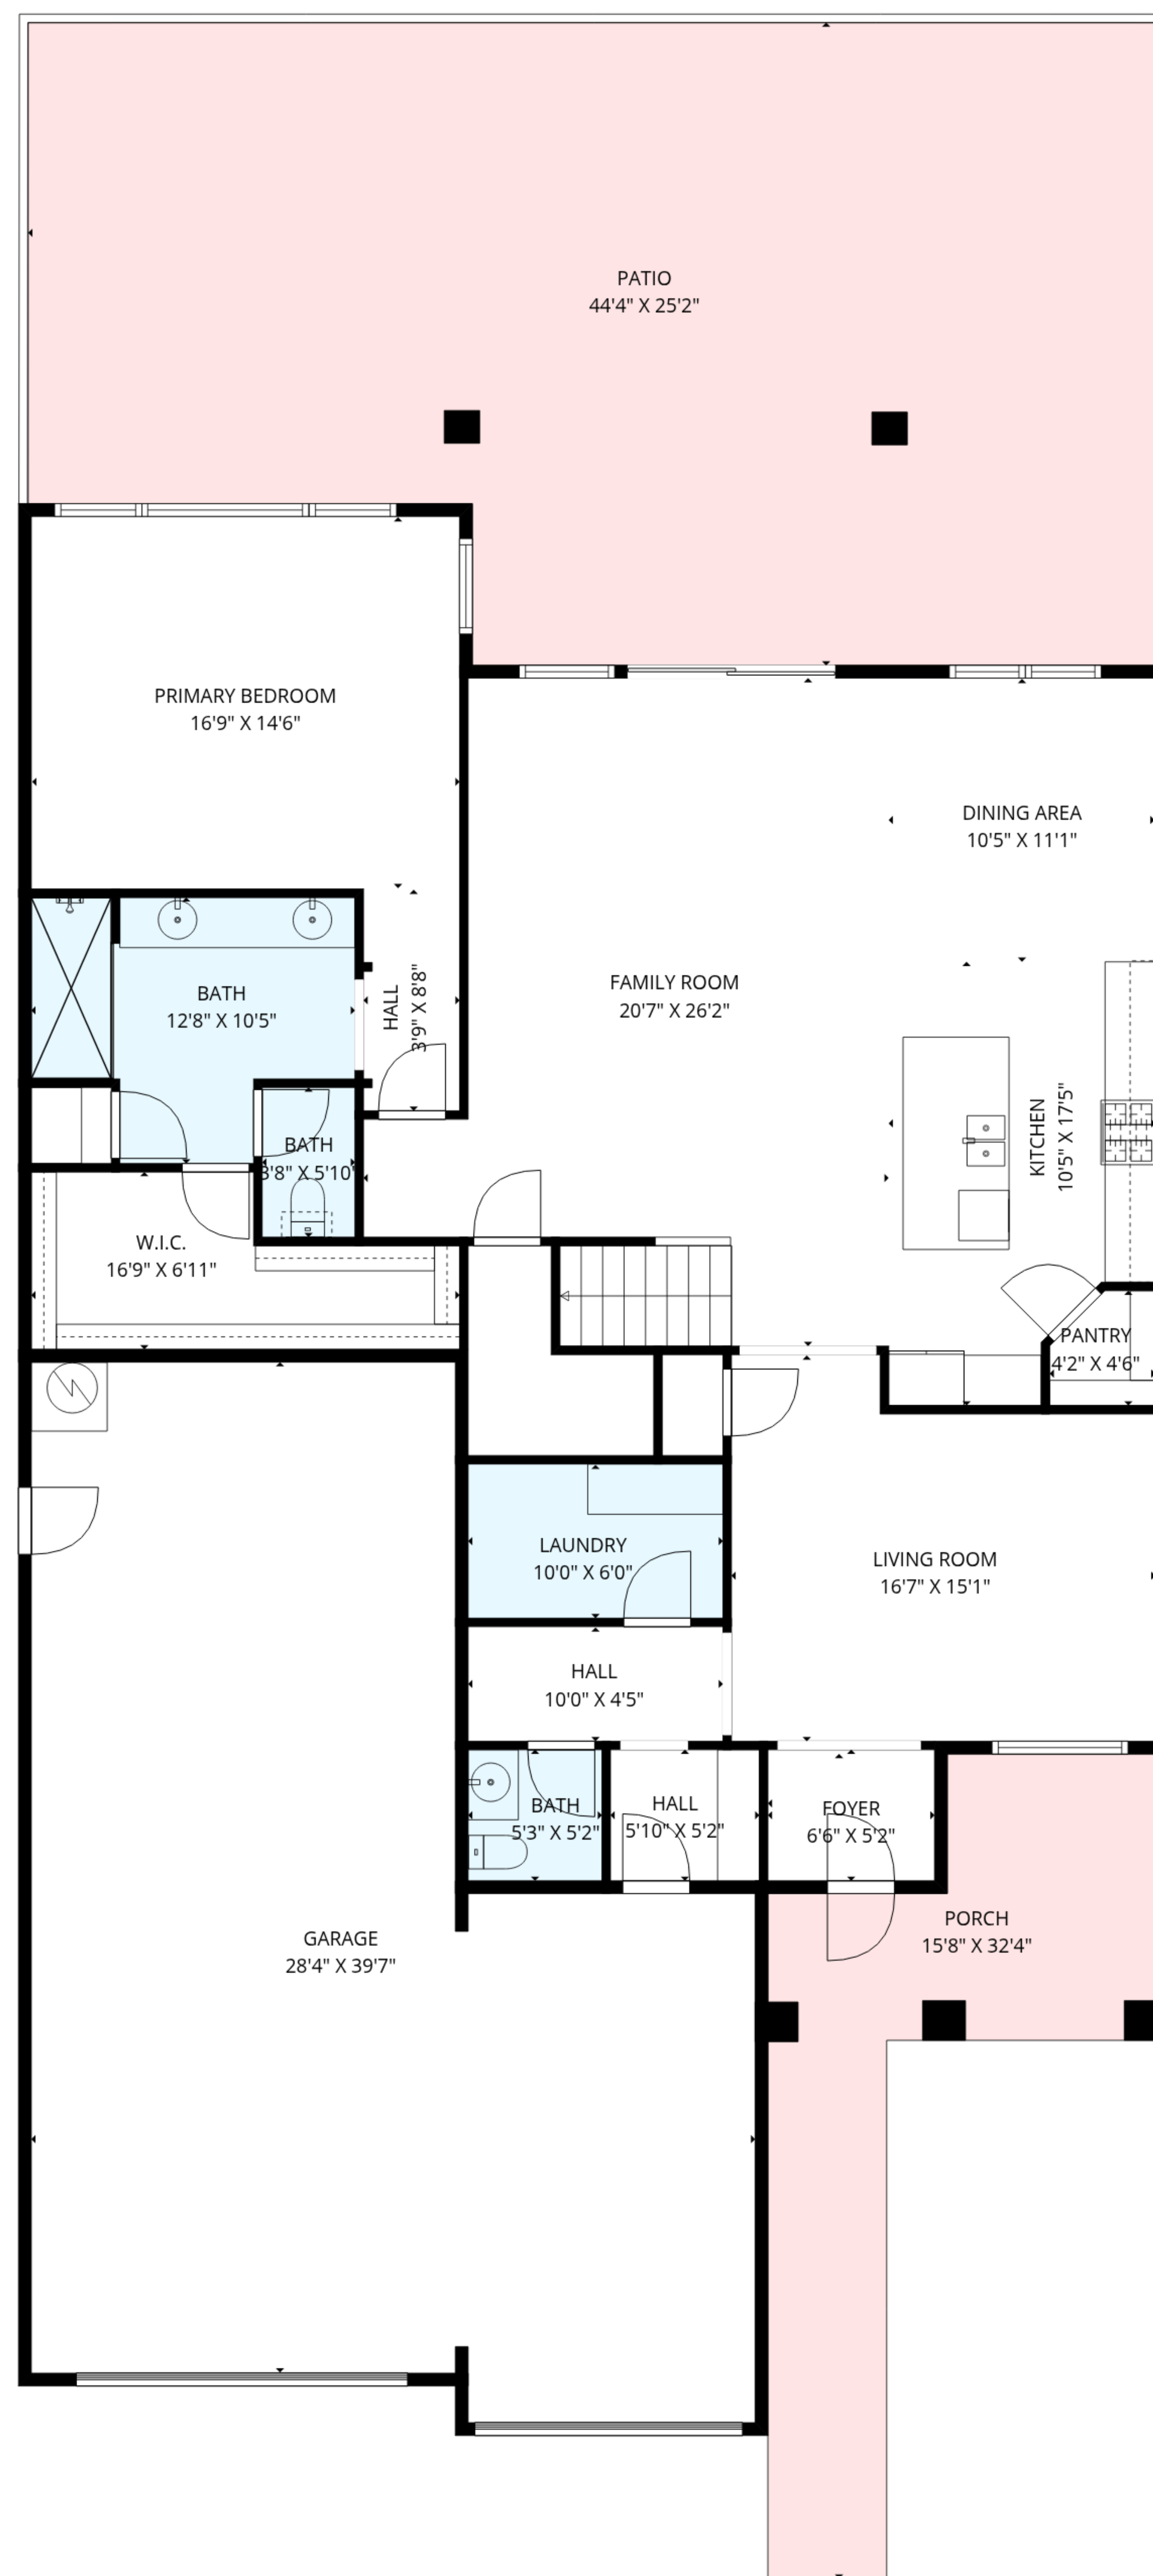 PATIO
44'4" X 25'2"
PRIMARY BEDROOM
16'9" X 14'6"
DINING AREA
10'5" X 11'1"
FAMILY ROOM
20'7" X 26'2"
BATH
12'8" X 10'5"
HALL
3'9" X 8'8"
KITCHEN
10'5" X 17'5"
BATH
3'8" X 5'10"
W.I.C.
16'9" X 6'11"
PANTRY
4'2" X 4'6"
LAUNDRY
10'0" X 6'0"
LIVING ROOM
16'7" X 15'1"
HALL
10'0" X 4'5"
BATH
5'3" X 5'2"
HALL
5'10" X 5'2"
FOYER
6'6" X 5'2"
PORCH
15'8" X 32'4"
GARAGE
28'4" X 39'7"